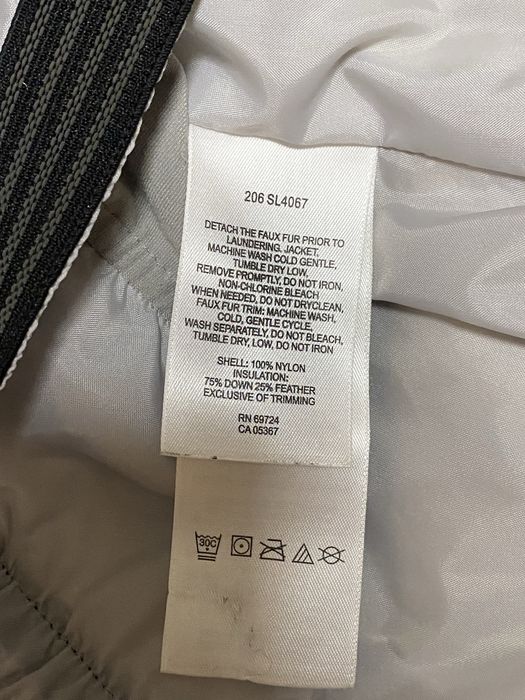 206 SL4067
DETACH THE FAUX FUR PRIOR TO
LAUNDERING. JACKET,
MACHINE WASH COLD GENTLE,
TUMBLE DRY LOW,
REMOVE PROMPTLY, DO NOT IRON,
NON-CHLORINE BLEACH
WHEN NEEDED, DO NOT DRYCLEAN,
FAUX FUR TRIM: MACHINE WASH,
COLD, GENTLE CYCLE,
WASH SEPARATELY, DO NOT BLEACH,
TUMBLE DRY, LOW, DO NOT IRON
SHELL: 100% NYLON
INSULATION:
75% DOWN 25% FEATHER
EXCLUSIVE OF TRIMMING
RN 69724
CA 05367
30C